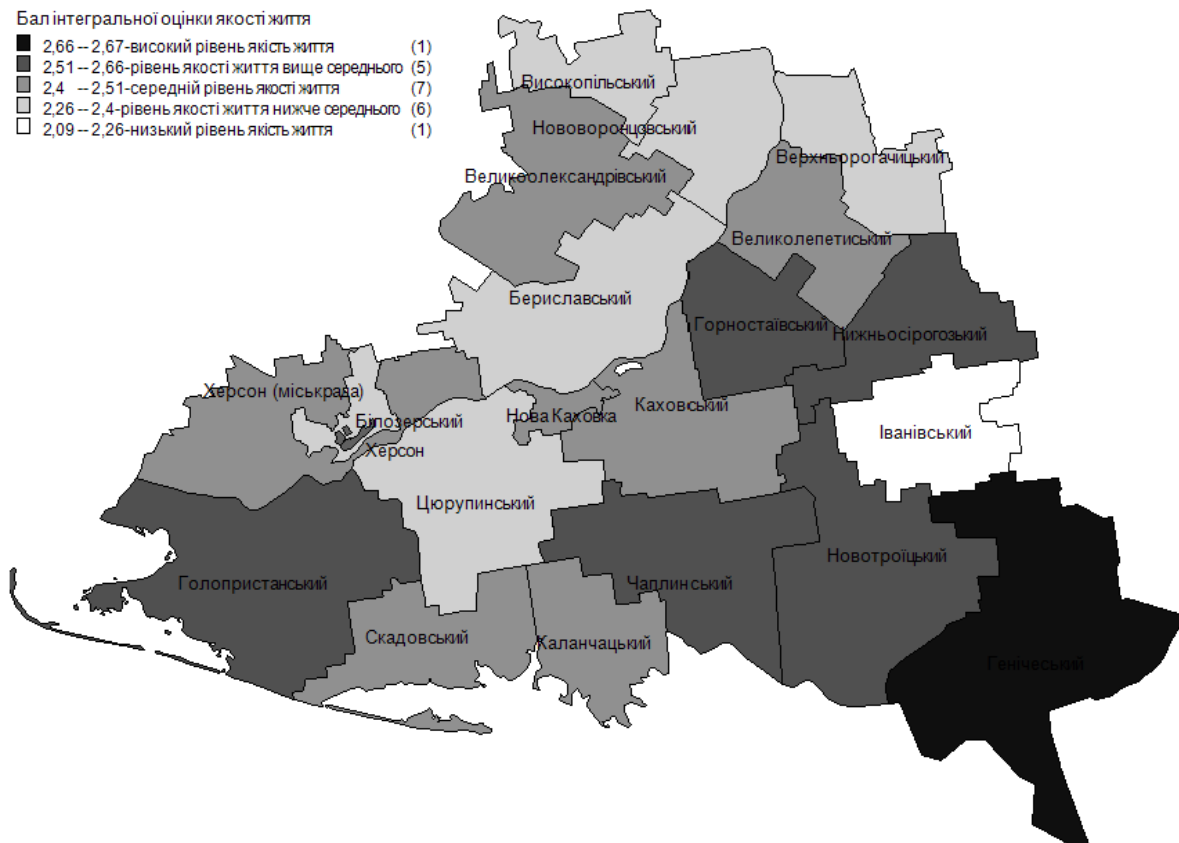 Бал інтегральної оцінки якості життя
2,66 -- 2,67-високий рівень якість життя (1)
2,51 -- 2,66-рівень якості життя вище середнього (5)
2,4 -- 2,51-середній рівень якість життя (7)
2,26 -- 2,4-рівень якості життя нижче середнього (6)
2,09 -- 2,26-низький рівень якість життя (1)
Високопільський
Нововоронцовський
Верхньорогачицький
Великоолександрівський
Великолепетиський
Бериславський
Горностаївський
Нижньосірогозький
Херсон (міськрада)
Каховський
Нова Каховка
Білозерський
Іванівський
Херсон
Цюрупинський
Новотроїцький
Голопристанський
Чаплинський
Скадовський
Каланчацький
Генічеський